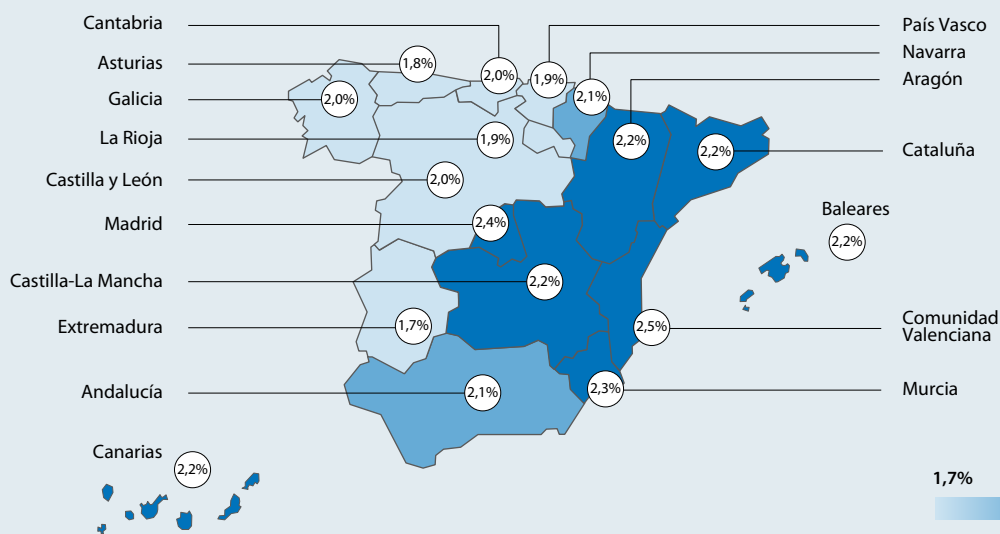 Cantabria
2,0%
País Vasco
1,9%
Asturias
1,8%
Navarra
2,1%
Galicia
2,0%
Aragón
2,2%
La Rioja
1,9%
Cataluña
2,2%
Castilla y León
2,0%
Madrid
2,4%
Baleares
2,2%
Castilla-La Mancha
2,2%
Extremadura
1,7%
Comunidad
Valenciana
2,5%
Andalucía
2,1%
Murcia
2,3%
Canarias
2,2%
1,7%